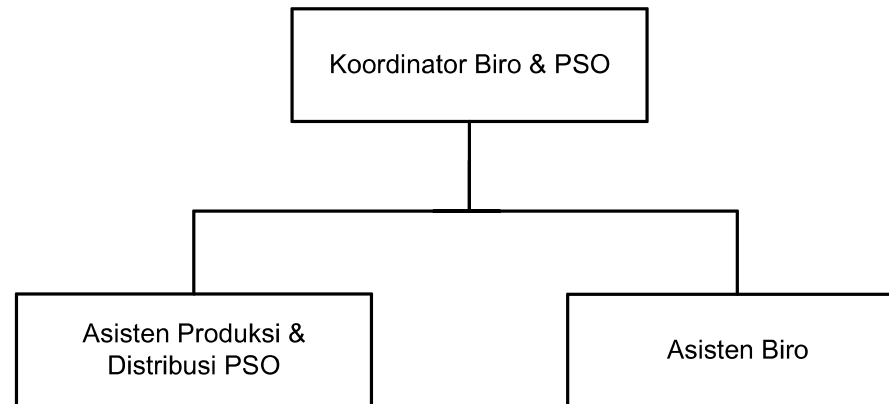 Koordinator Biro & PSO
Asisten Produksi &
Distribusi PSO
Asisten Biro